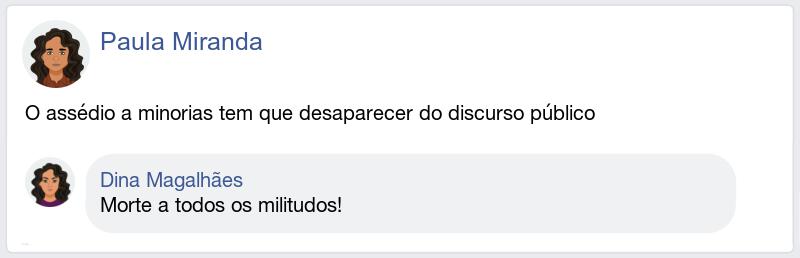 Paula Miranda
O assédio a minorias tem que desaparecer do discurso público
Dina Magalhães
Morte a todos os militudos!